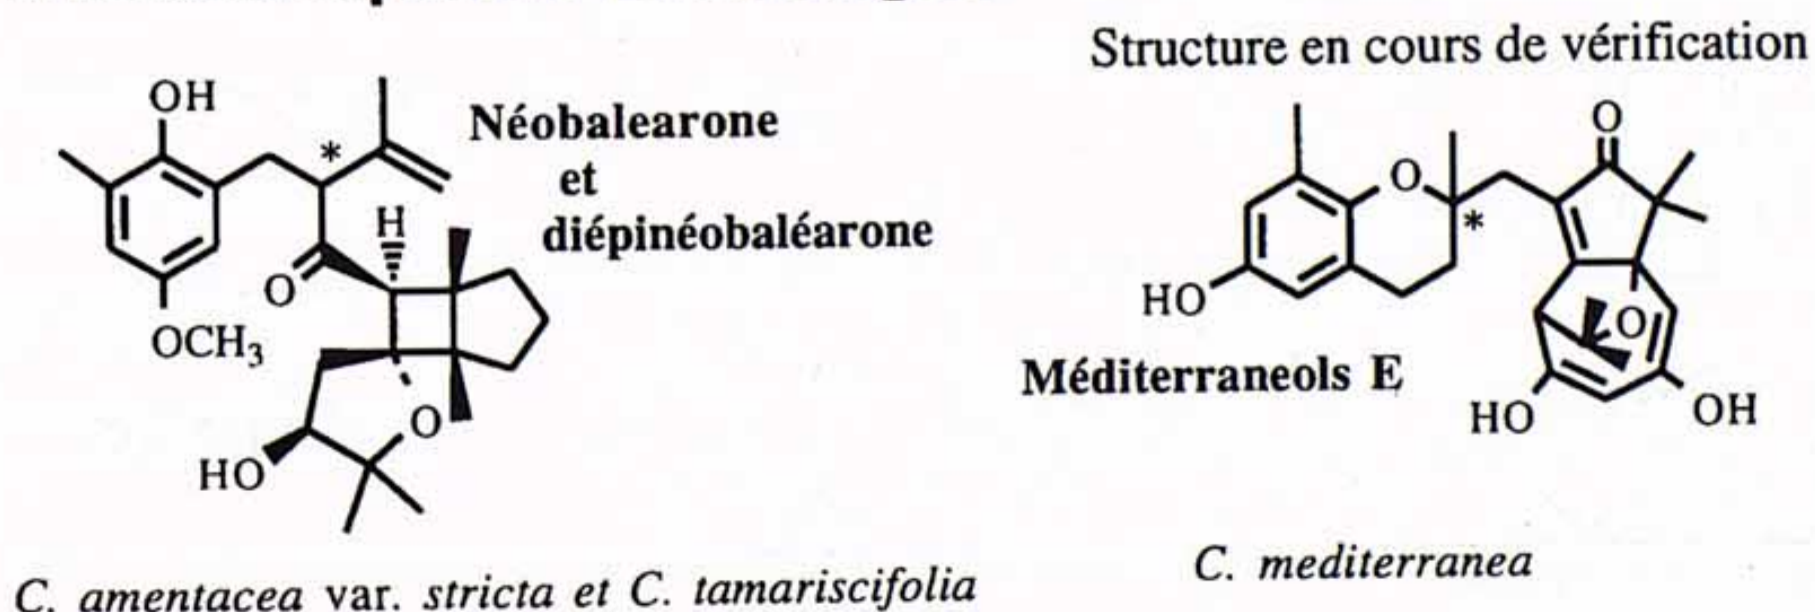 Structure en cours de vérification
OH
*
Néobalearone
et
diépinéobaléarone
H
O
OCH3
O
HO
O
O
*
HO
O
HO
OH
Méditerraneols E
C. amentacea var. stricta et C. tamariscifolia
C. mediterranea